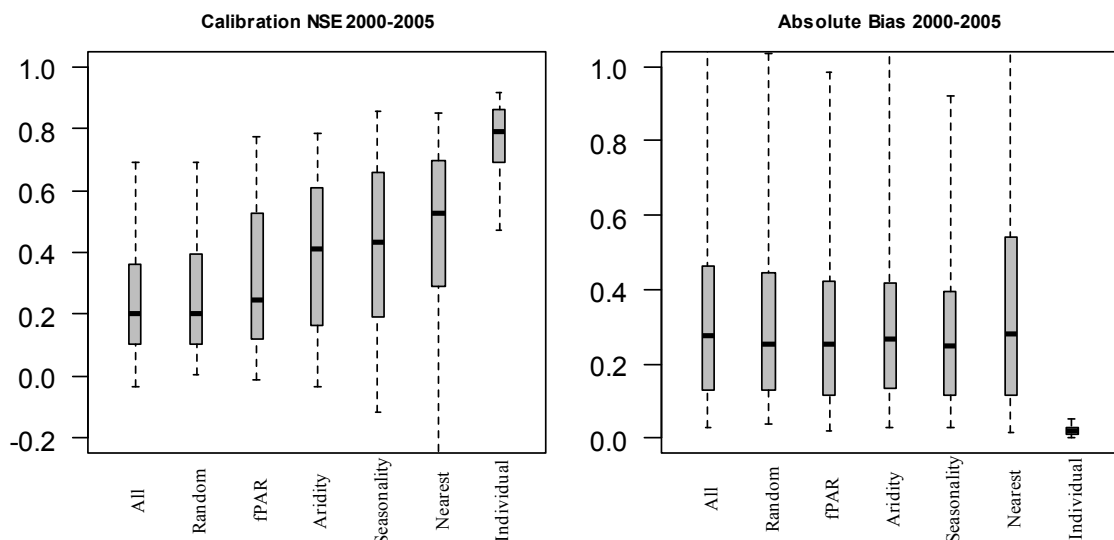 Calibration NSE 2000-2005
1.0
0.8
0.6
0.4
0.2
0.0
-0.2
All
Random
fPAR
Aridity
Seasonality
Nearest
Individual
Absolute Bias 2000-2005
1.0
0.8
0.6
0.4
0.2
0.0
All
Random
fPAR
Aridity
Seasonality
Nearest
Individual